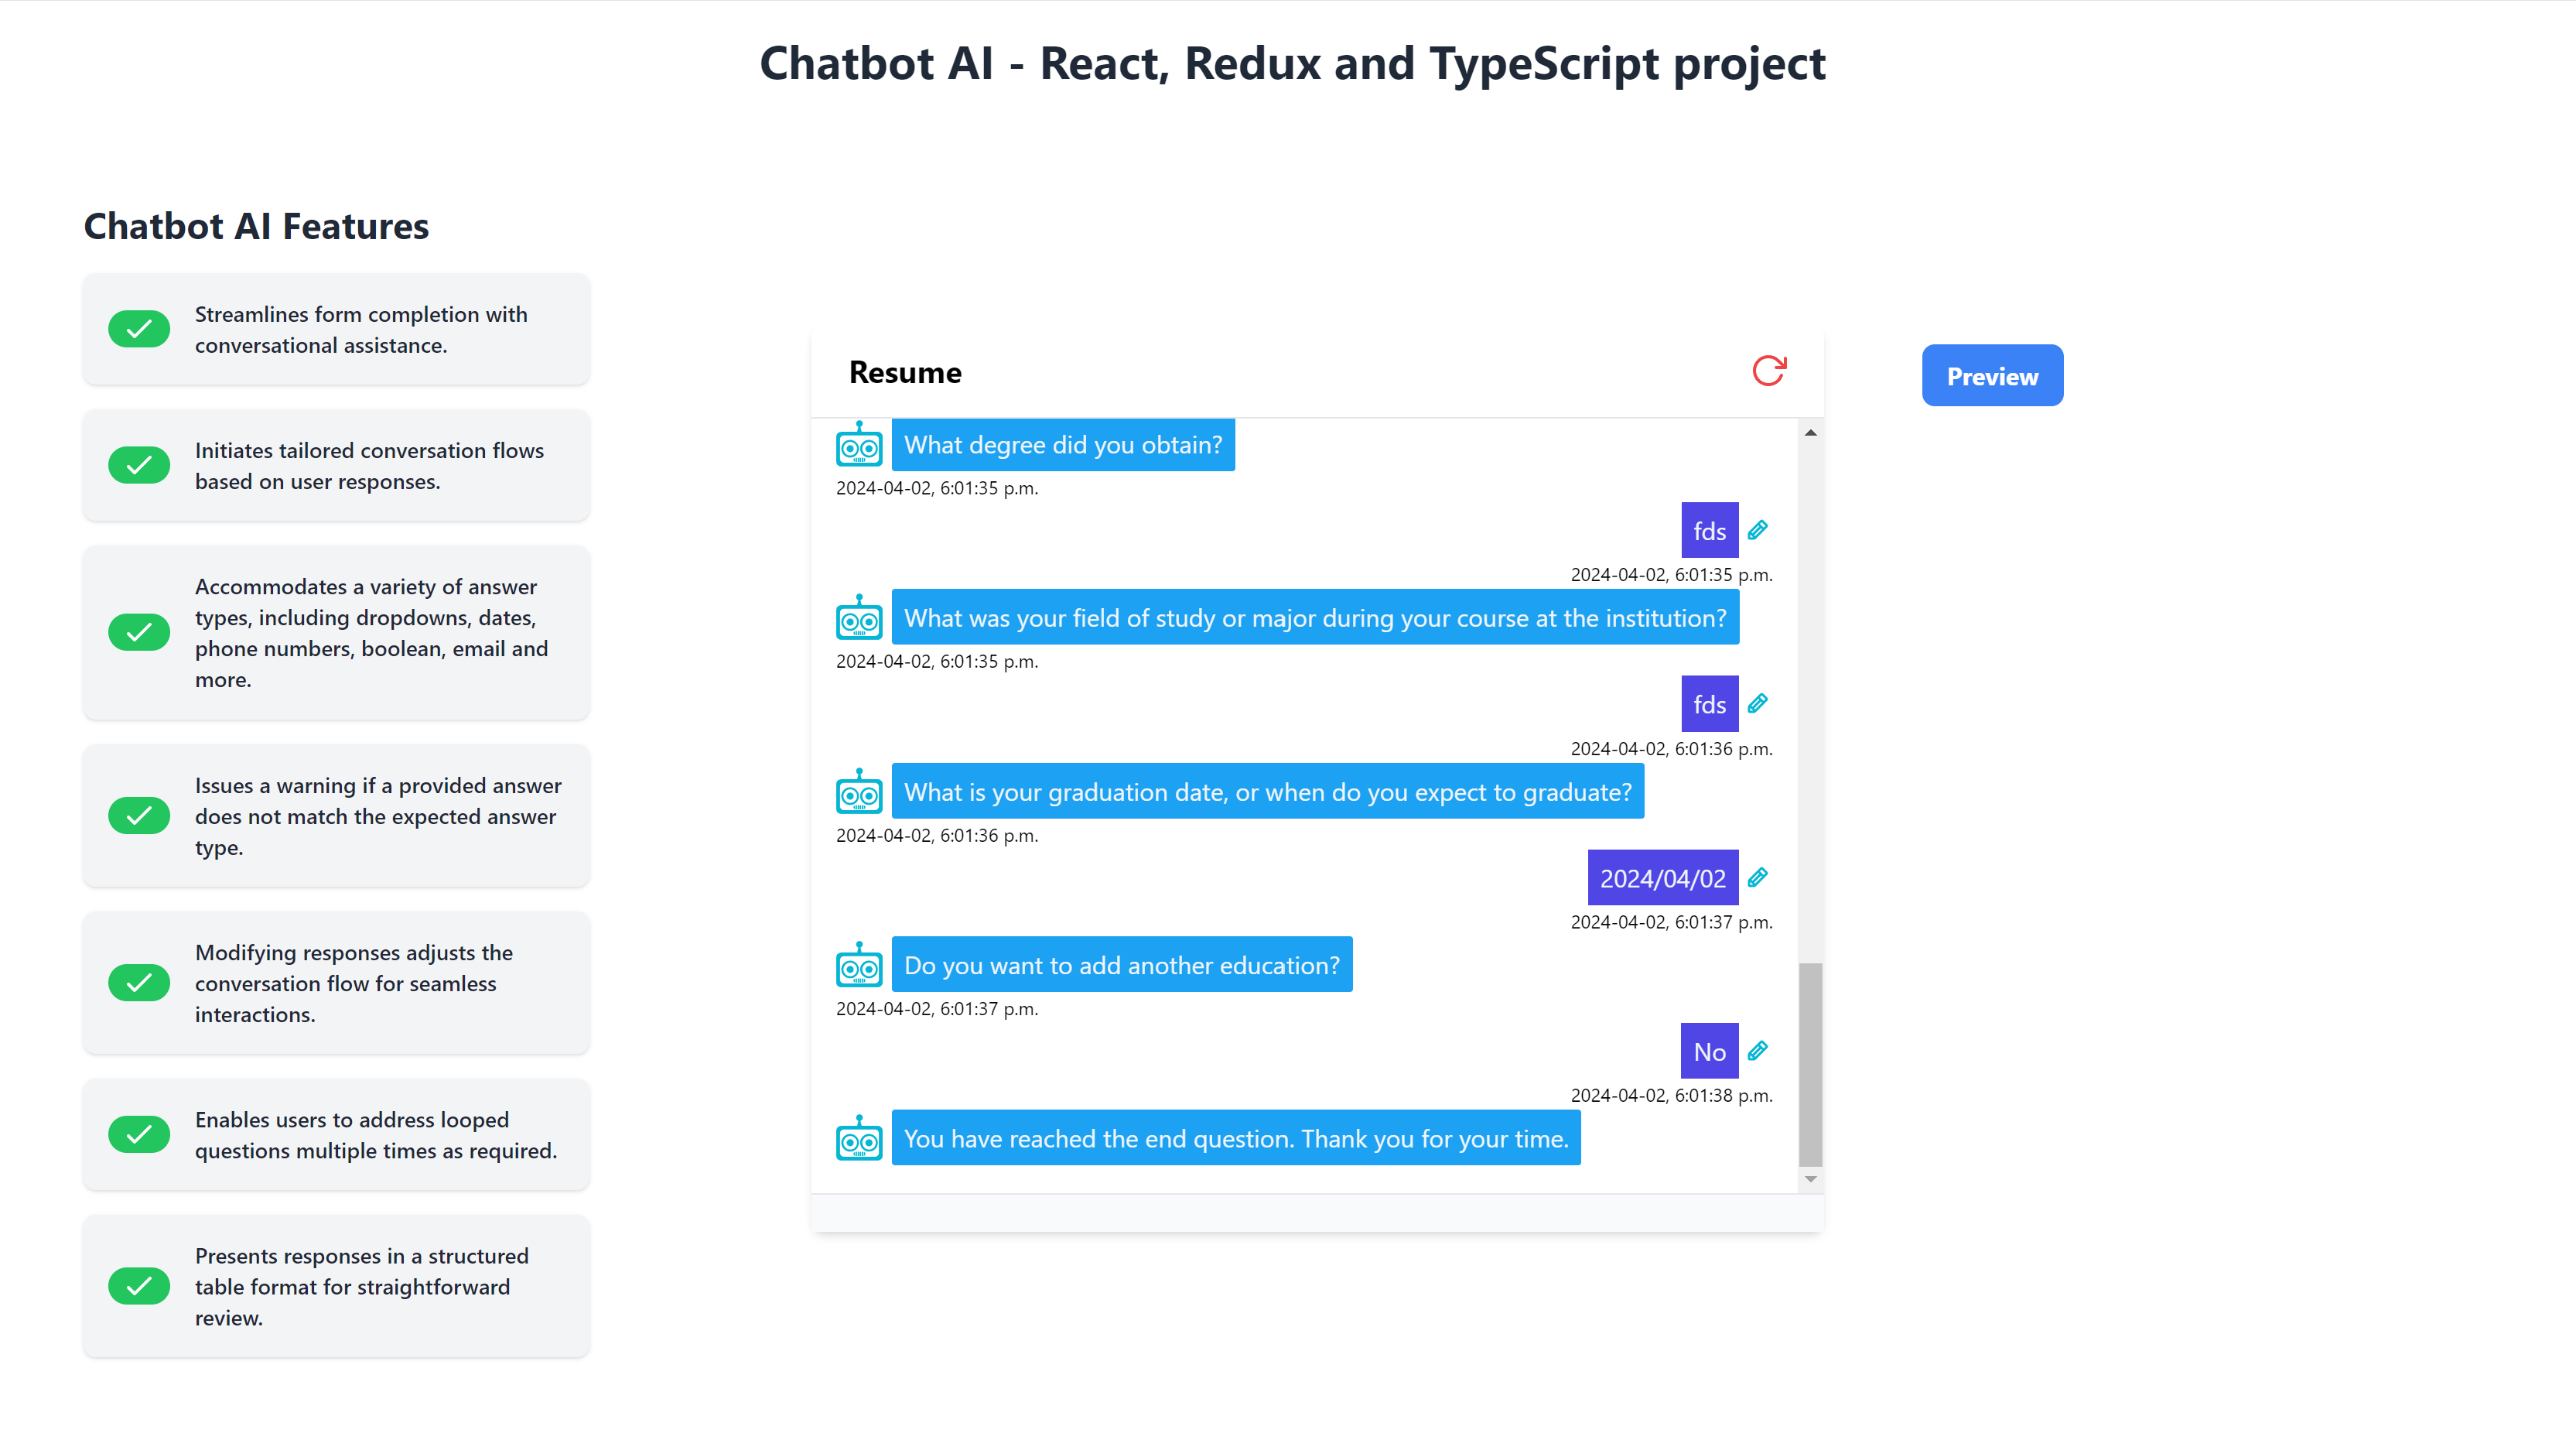 Chatbot AI - React, Redux and TypeScript project
Chatbot AI Features
Streamlines form completion with
conversational assistance.
Initiates tailored conversation flows
based on user responses.
Accommodates a variety of answer
types, including dropdowns, dates,
phone numbers, boolean, email and
more.
Issues a warning if a provided answer
does not match the expected answer
type.
Modifying responses adjusts the
conversation flow for seamless
interactions.
Enables users to address looped
questions multiple times as required.
Presents responses in a structured
table format for straightforward
review.
Resume
What degree did you obtain?
2024-04-02, 6:01:35 p.m.
fds
2024-04-02, 6:01:35 p.m.
What was your field of study or major during your course at the institution?
2024-04-02, 6:01:35 p.m.
fds
2024-04-02, 6:01:36 p.m.
What is your graduation date, or when do you expect to graduate?
2024-04-02, 6:01:36 p.m.
2024/04/02
2024-04-02, 6:01:37 p.m.
Do you want to add another education?
2024-04-02, 6:01:37 p.m.
No
2024-04-02, 6:01:38 p.m.
You have reached the end question. Thank you for your time.
Preview